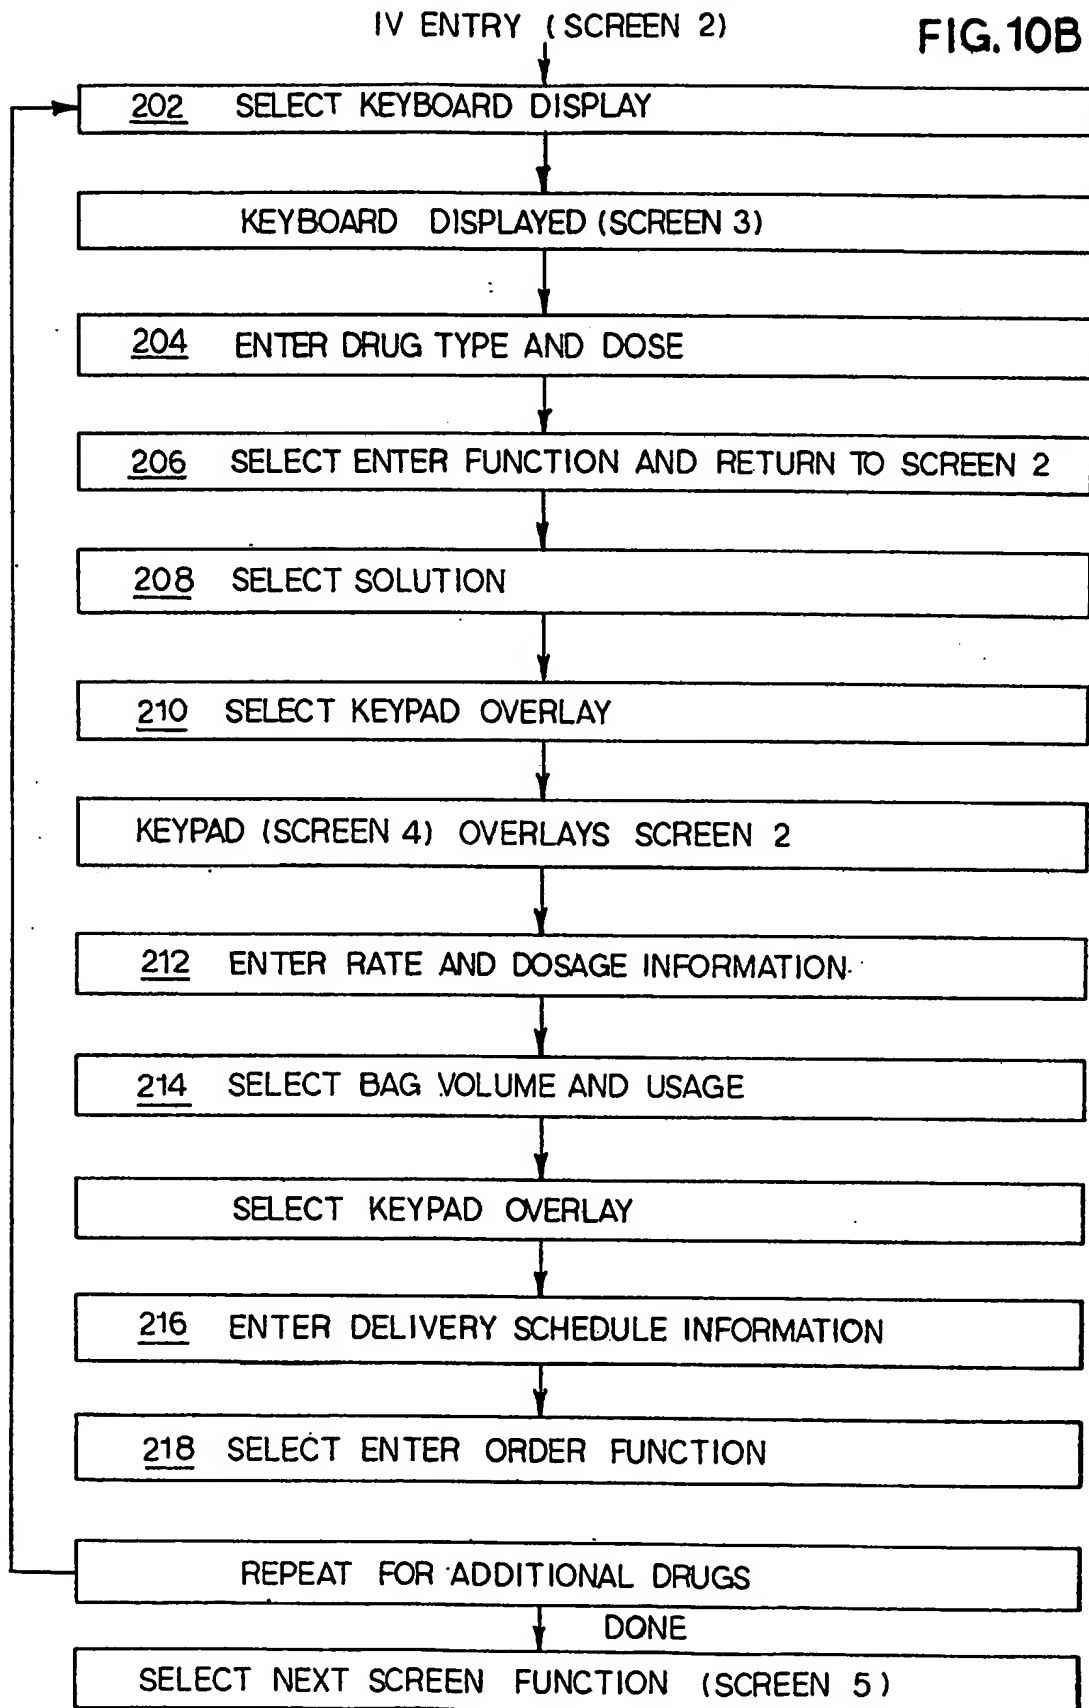 IV ENTRY (SCREEN 2)
FIG. 10B
202 SELECT KEYBOARD DISPLAY
KEYBOARD DISPLAYED (SCREEN 3)
204 ENTER DRUG TYPE AND DOSE
206 SELECT ENTER FUNCTION AND RETURN TO SCREEN 2
208 SELECT SOLUTION
210 SELECT KEYPAD OVERLAY
KEYPAD (SCREEN 4) OVERLAYS SCREEN 2
212 ENTER RATE AND DOSAGE INFORMATION
214 SELECT BAG VOLUME AND USAGE
SELECT KEYPAD OVERLAY
216 ENTER DELIVERY SCHEDULE INFORMATION
218 SELECT ENTER ORDER FUNCTION
REPEAT FOR ADDITIONAL DRUGS
DONE
SELECT NEXT SCREEN FUNCTION (SCREEN 5)